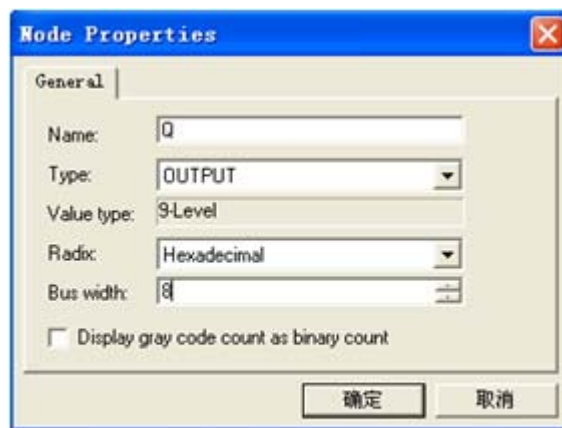 Node Properties
General
Name: Q
Type: OUTPUT
Value type: 9-Level
Radix: Hexadecimal
Bus width: 8
Display gray code count as binary count
确定 取消